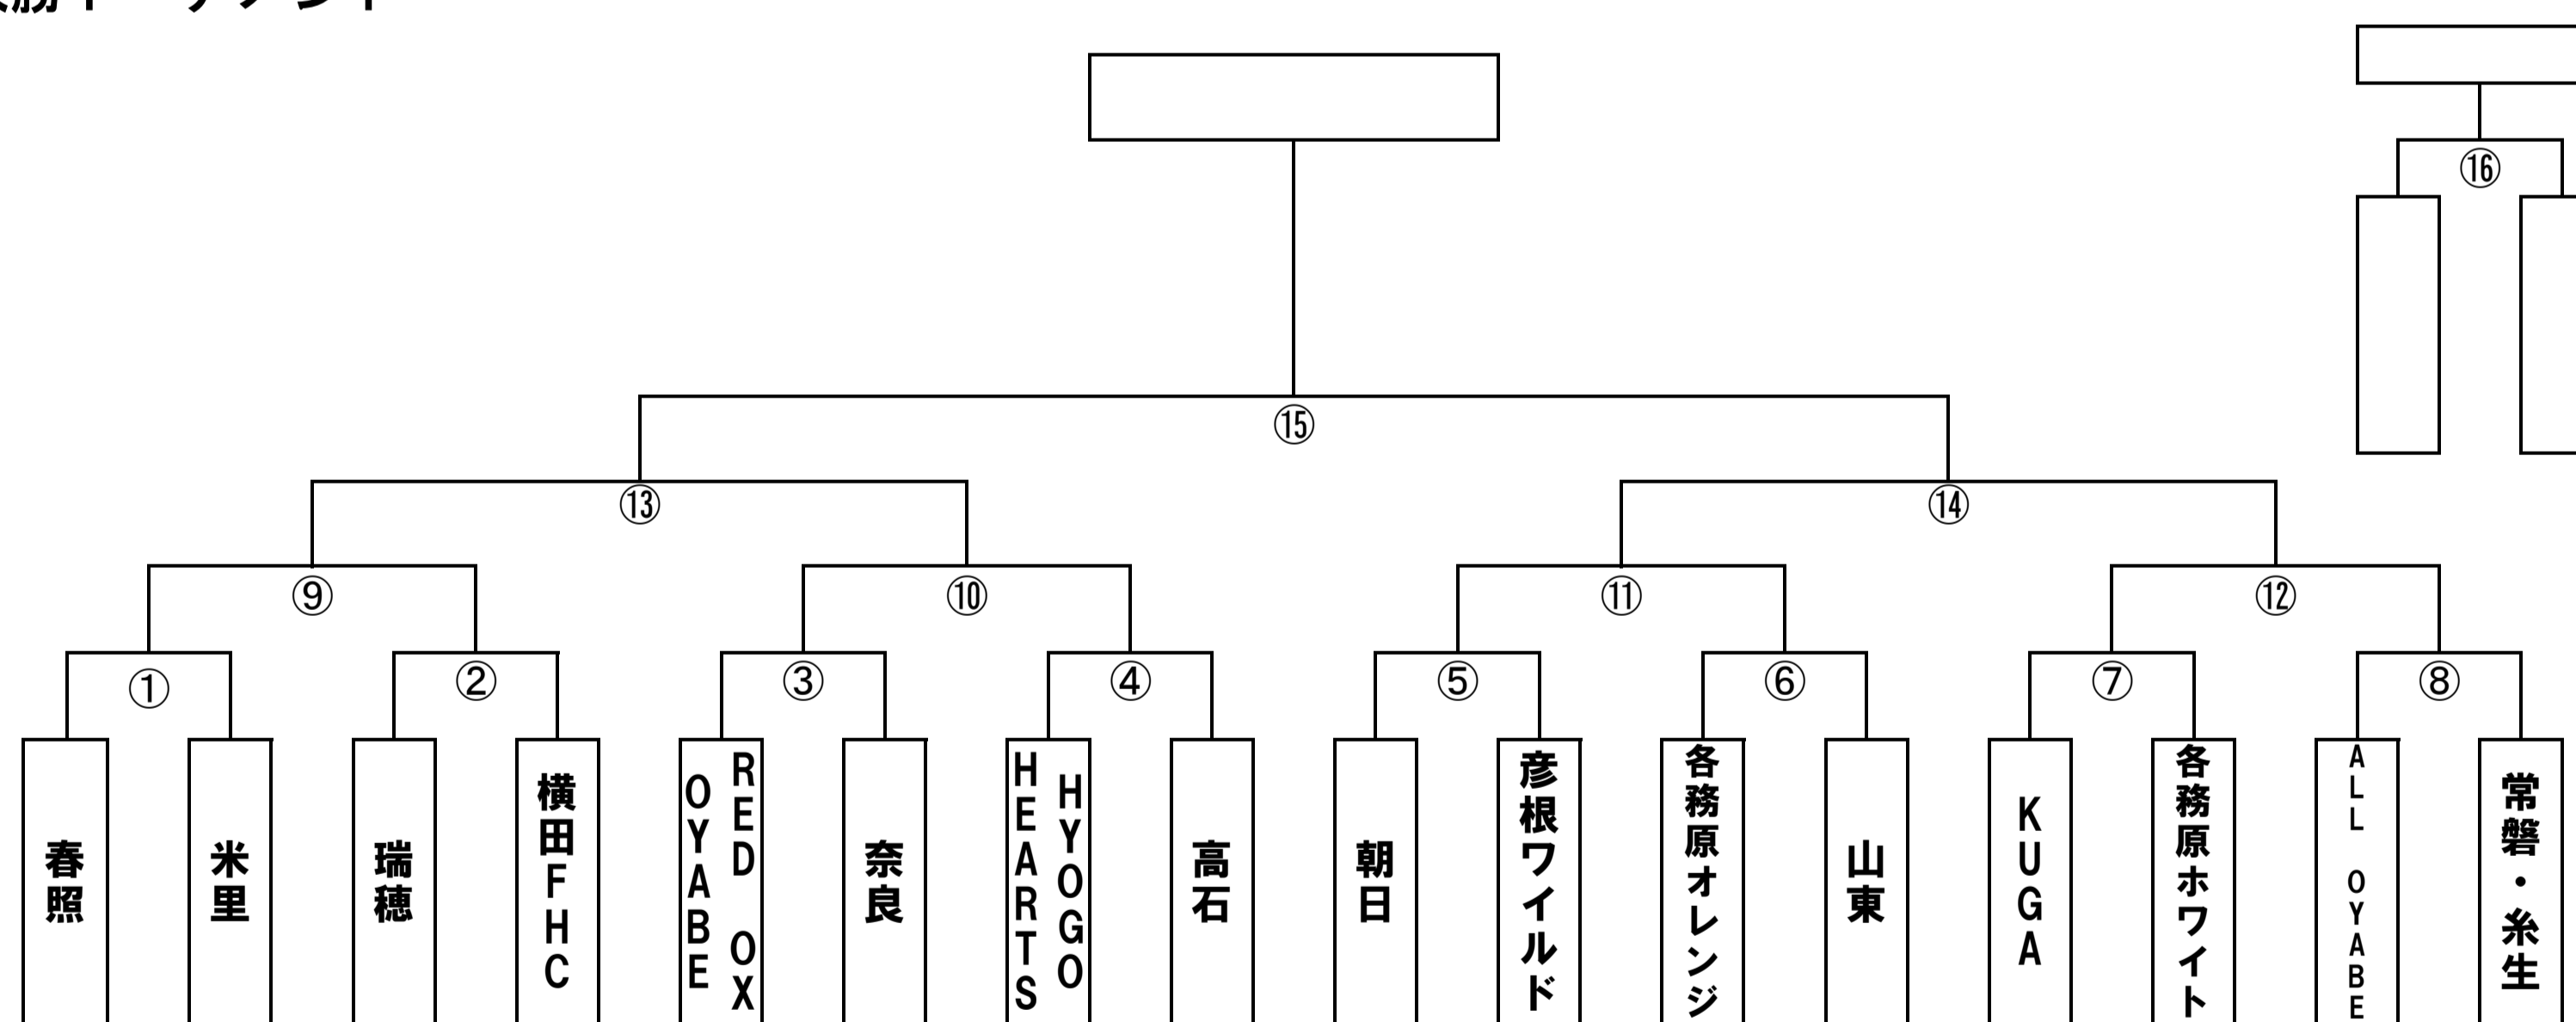 ⑯
⑮
⑬
⑭
⑨
⑩
⑪
⑫
①
②
③
④
⑤
⑥
⑦
⑧
春照
米里
瑞穂
横田FHC
RED OX
OYABE
奈良
HYOGO
HEARTS
高石
朝日
彦根ワイルド
各務原オレンジ
山東
KUGA
各務原ホワイト
ALL OYABE
常磐・糸生